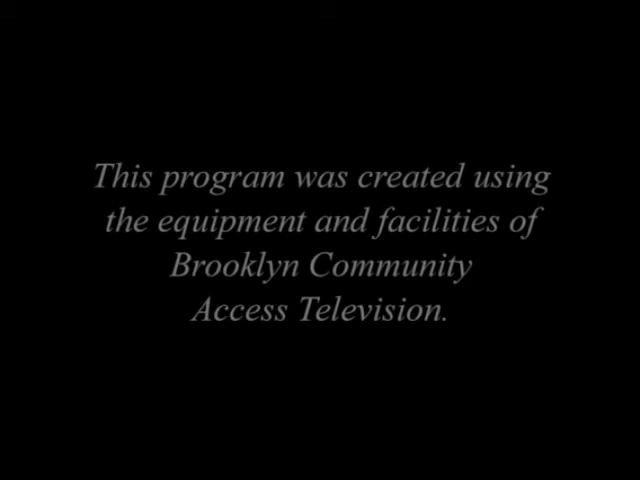 This program was created using
the equipment and facilities of
Brooklyn Community
Access Television.